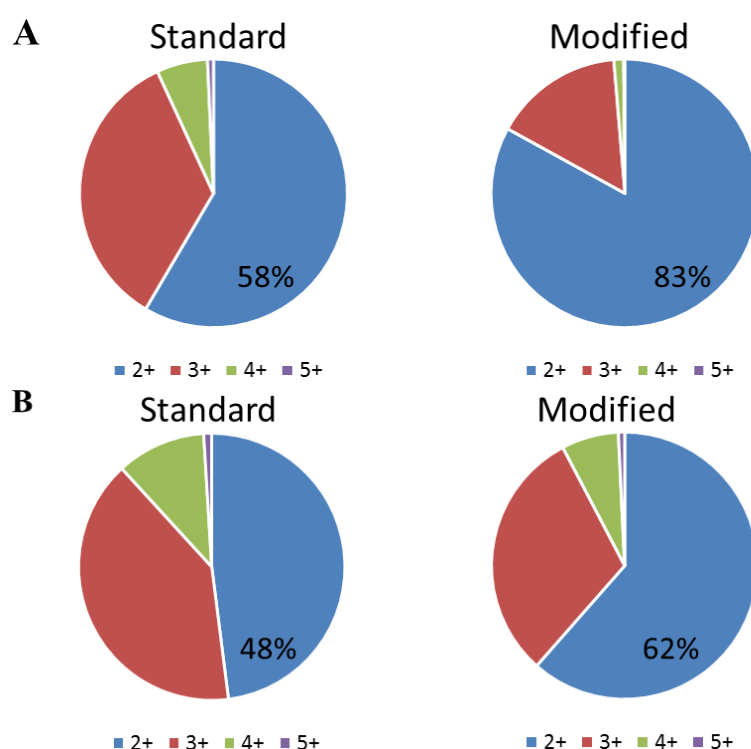 A
Standard
Modified
58%
83%
2+ 3+ 4+ 5+
2+ 3+ 4+ 5+
B
Standard
Modified
48%
62%
2+ 3+ 4+ 5+
2+ 3+ 4+ 5+